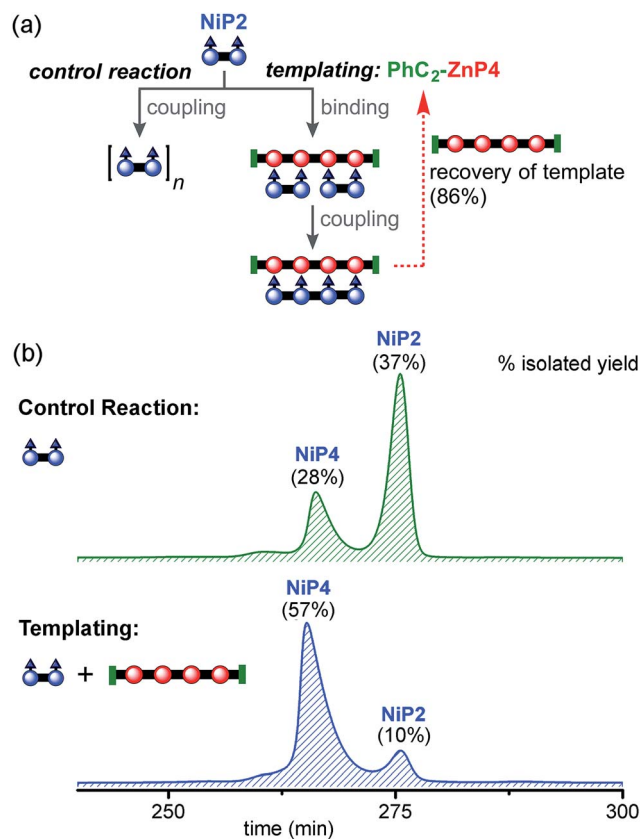 (a)
NiP2
control reaction
templating: PhC₂-ZnP4
coupling
binding
[ ]n
recovery of template
(86%)
coupling
(b)
NiP2
(37%)
% isolated yield
Control Reaction:
NiP4
(28%)
NiP4
(57%)
Templating:
+
NiP2
(10%)
250
275
300
time (min)